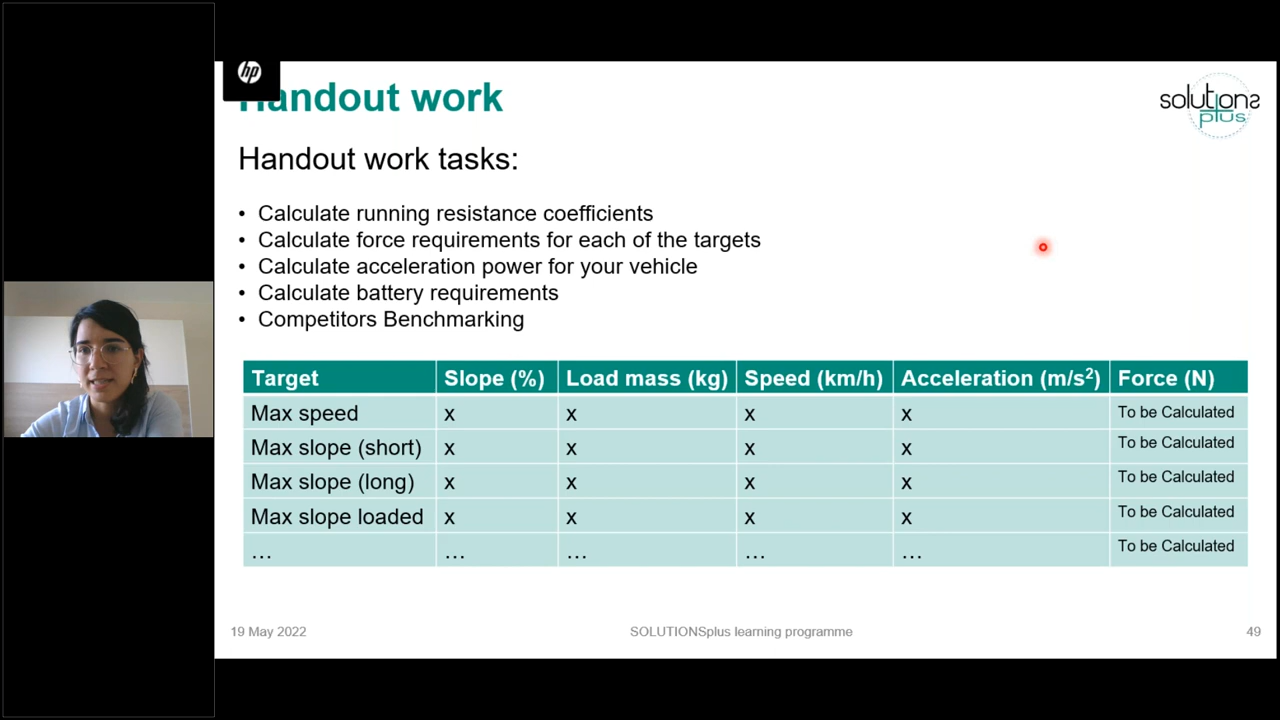 hp
Handout work
solutions
plus
Handout work tasks:
• Calculate running resistance coefficients
• Calculate force requirements for each of the targets
• Calculate acceleration power for your vehicle
• Calculate battery requirements
• Competitors Benchmarking
Target Slope (%) Load mass (kg) Speed (km/h) Acceleration (m/s²) Force (N)
Max speed x x x x To be Calculated
Max slope (short) x x x x To be Calculated
Max slope (long) x x x x To be Calculated
Max slope loaded x x x x To be Calculated
… … … … … To be Calculated
19 May 2022 SOLUTIONSplus learning programme 49